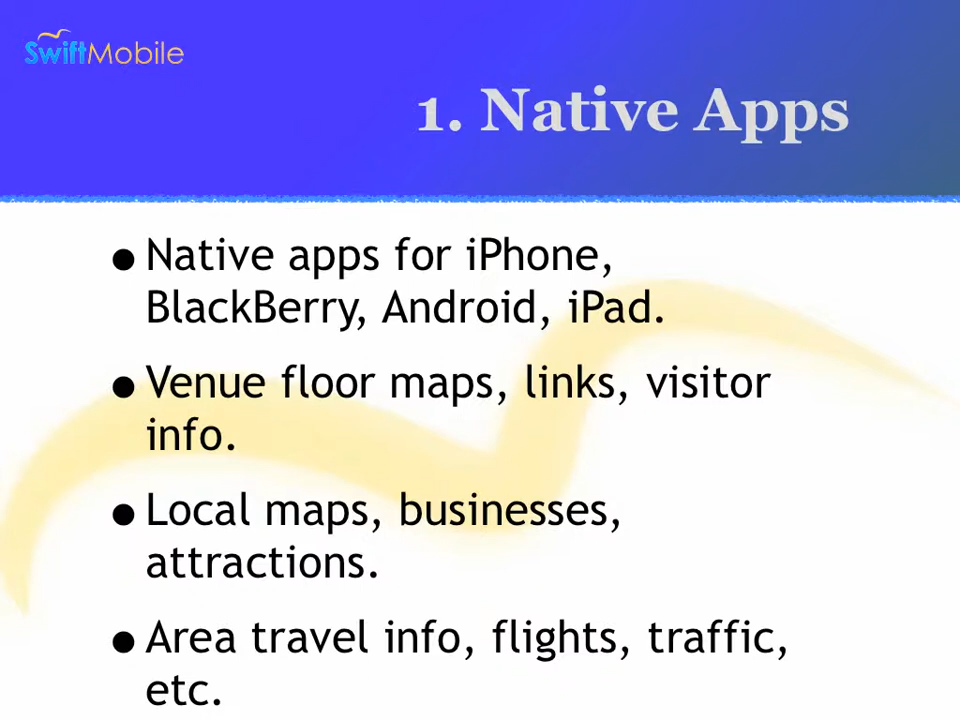 SwiftMobile
1. Native Apps
• Native apps for iPhone,
BlackBerry, Android, iPad.
• Venue floor maps, links, visitor
info.
• Local maps, businesses,
attractions.
• Area travel info, flights, traffic,
etc.